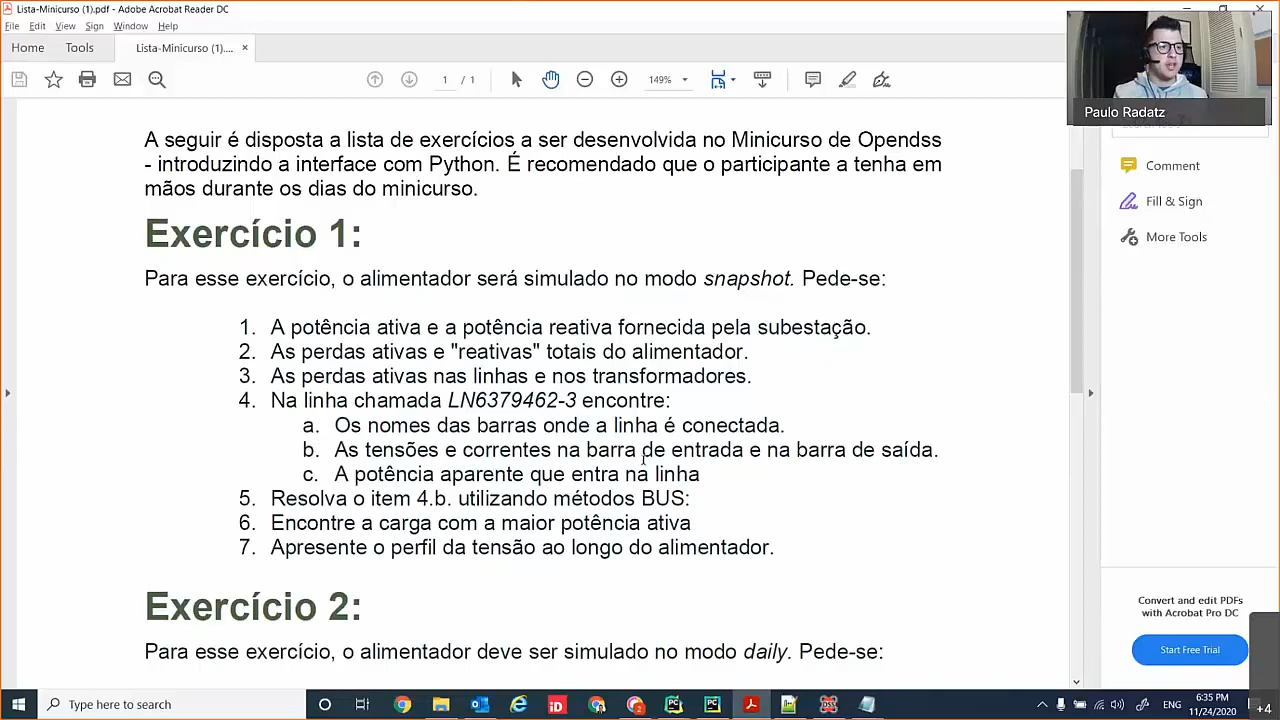 Lista-Minicurso (1).pdf - Adobe Acrobat Reader DC
File Edit View Sign Window Help
Home Tools Lista-Minicurso (1).... ×
1 / 1 149%
Paulo Radatz
A seguir é disposta a lista de exercícios a ser desenvolvida no Minicurso de Opendss
- introduzindo a interface com Python. É recomendado que o participante a tenha em
mãos durante os dias do minicurso.
Exercício 1:
Para esse exercício, o alimentador será simulado no modo snapshot. Pede-se:
1. A potência ativa e a potência reativa fornecida pela subestação.
2. As perdas ativas e "reativas" totais do alimentador.
3. As perdas ativas nas linhas e nos transformadores.
4. Na linha chamada LN6379462-3 encontre:
a. Os nomes das barras onde a linha é conectada.
b. As tensões e correntes na barra de entrada e na barra de saída.
c. A potência aparente que entra na linha
5. Resolva o item 4.b. utilizando métodos BUS:
6. Encontre a carga com a maior potência ativa
7. Apresente o perfil da tensão ao longo do alimentador.
Exercício 2:
Para esse exercício, o alimentador deve ser simulado no modo daily. Pede-se:
Comment
Fill & Sign
More Tools
Convert and edit PDFs
with Acrobat Pro DC
Start Free Trial
Type here to search
ENG
6:35 PM
11/24/2020
+4